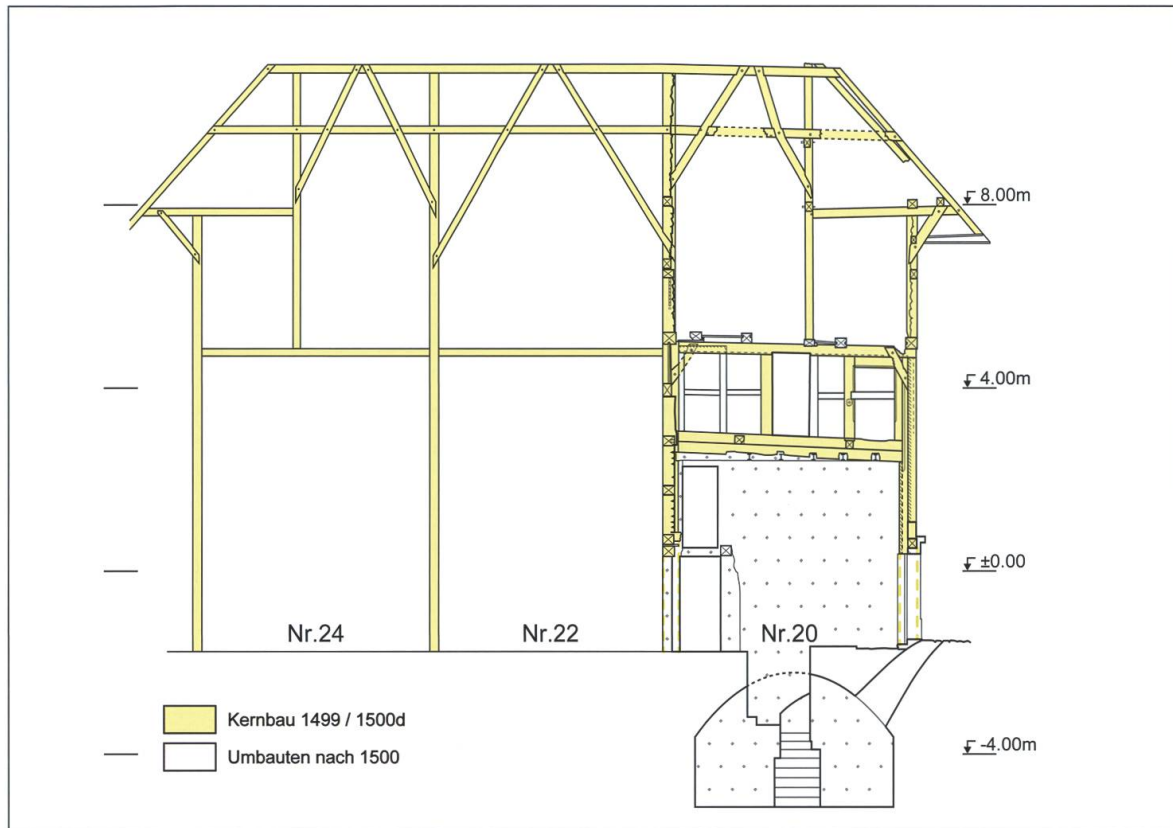 8.00m
4.00m
±0.00
Nr.24 Nr.22 Nr.20
Kernbau 1499 / 1500d
Umbauten nach 1500
-4.00m